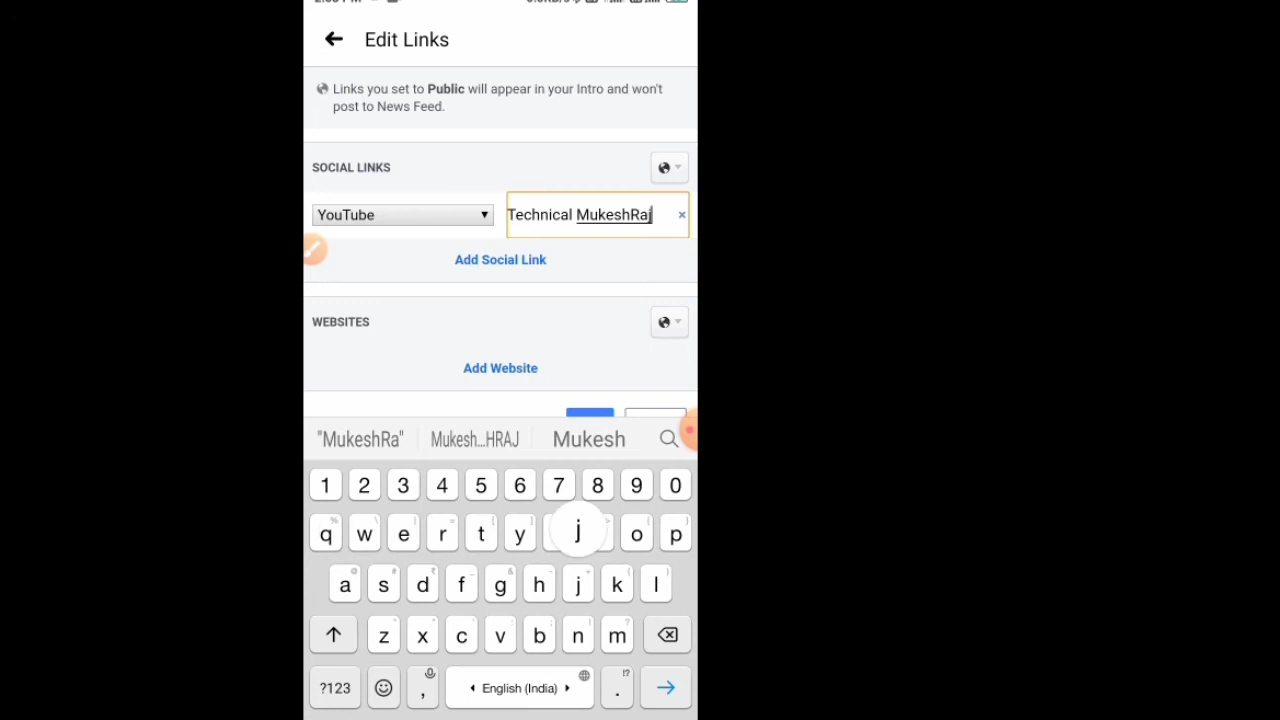 Edit Links
Links you set to Public will appear in your Intro and won't
post to News Feed.
SOCIAL LINKS
YouTube
Technical MukeshRaj
×
Add Social Link
WEBSITES
Add Website
"MukeshRa" Mukesh...HRAJ Mukesh
1 2 3 4 5 6 7 8 9 0
q w e r t y j o p
a s d f g h j k l
z x c v b n m
?123 , English (India) .